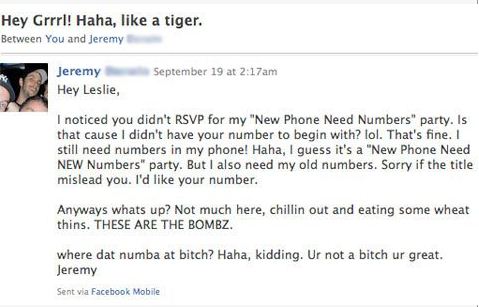 Hey Grrrl! Haha, like a tiger.
Between You and Jeremy
Jeremy September 19 at 2:17am
Hey Leslie,
I noticed you didn't RSVP for my "New Phone Need Numbers" party. Is
that cause I didn't have your number to begin with? lol. That's fine. I
still need numbers in my phone! Haha, I guess it's a "New Phone Need
NEW Numbers" party. But I also need my old numbers. Sorry if the title
mislead you. I'd like your number.
Anyways whats up? Not much here, chillin out and eating some wheat
thins. THESE ARE THE BOMBZ.
where dat numba at bitch? Haha, kidding. Ur not a bitch ur great.
Jeremy
Sent via Facebook Mobile